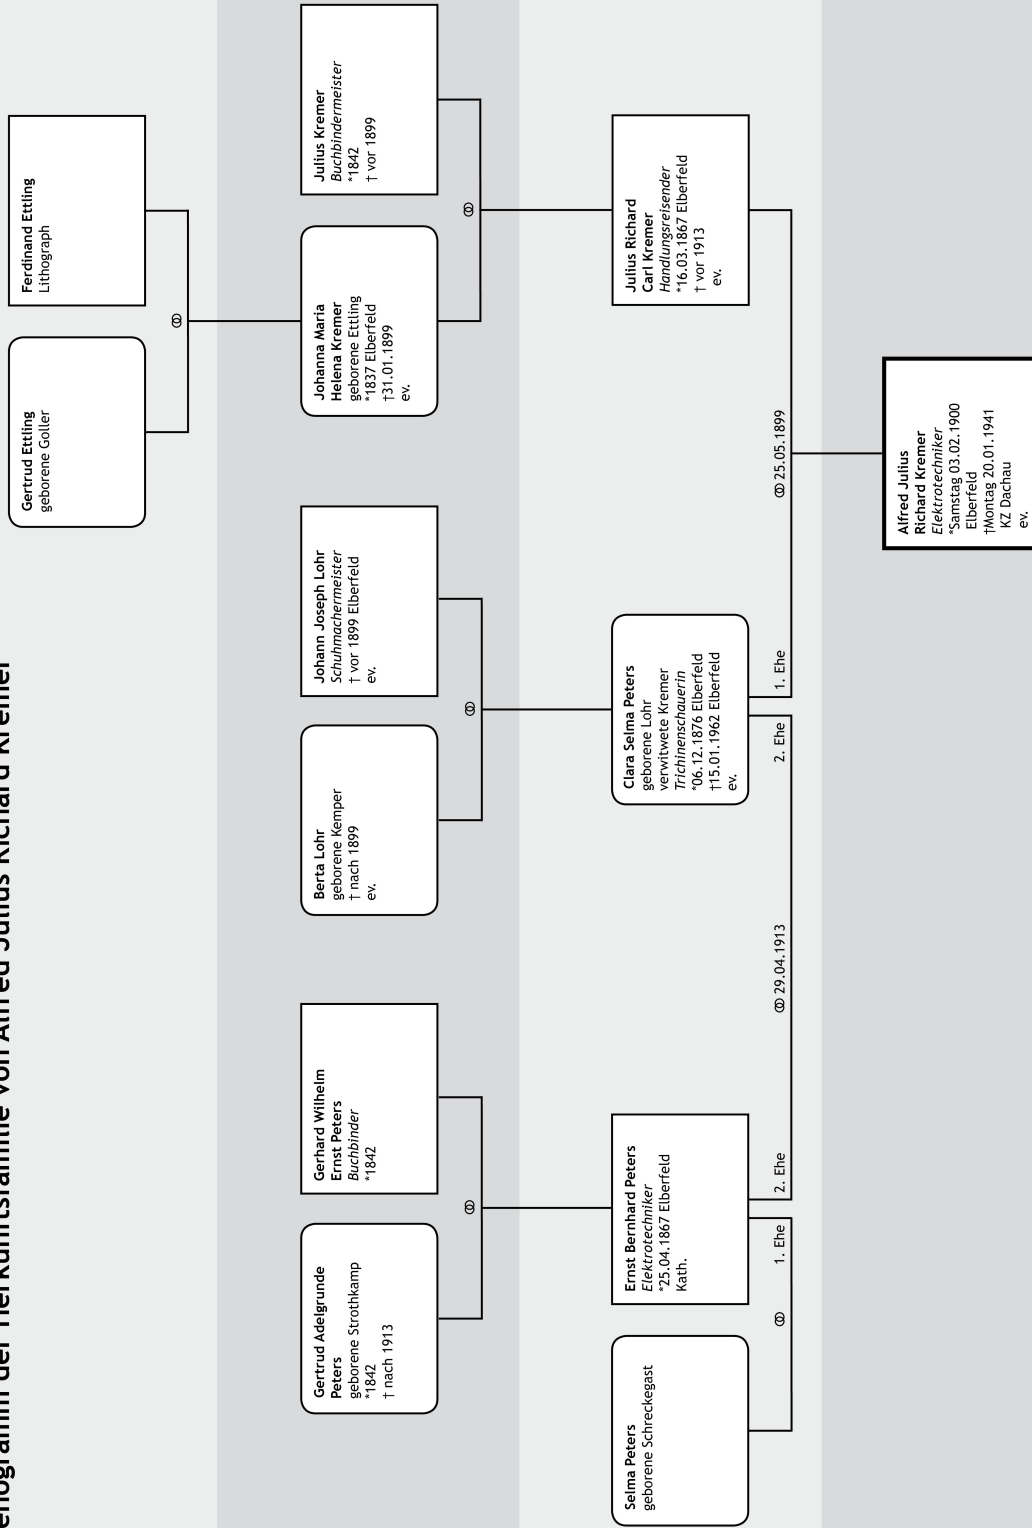 enogramm der Herkunftsfamilie von Alfred Julius Richard Kremer
Gertrud Ettling
geborene Goller
Ferdinand Ettling
Lithograph
Gertrud Adelgrunde
Peters
geborene Strothkamp
*1842
† nach 1913
Gerhard Wilhelm
Ernst Peters
Buchbinder
*1842
Berta Lohr
geborene Kemper
† nach 1899
ev.
Johann Joseph Lohr
Schuhmachermeister
† vor 1899 Elberfeld
ev.
Johanna Maria
Helena Kremer
geborene Ettling
*1837 Elberfeld
†31.01.1899
ev.
Julius Kremer
Buchbindermeister
*1842
† vor 1899
Selma Peters
geborene Schreckegast
Ernst Bernhard Peters
Elektrotechniker
*25.04.1867 Elberfeld
Kath.
Clara Selma Peters
geborene Lohr
verwitwete Kremer
Trichinenschauerin
*06.12.1876 Elberfeld
†15.01.1962 Elberfeld
ev.
Julius Richard
Carl Kremer
Handlungsreisender
*16.03.1867 Elberfeld
† vor 1913
ev.
1. Ehe
2. Ehe
⚭ 29.04.1913
2. Ehe
1. Ehe
⚭ 25.05.1899
Alfred Julius
Richard Kremer
Elektrotechniker
*Samstag 03.02.1900
Elberfeld
†Montag 20.01.1941
KZ Dachau
ev.